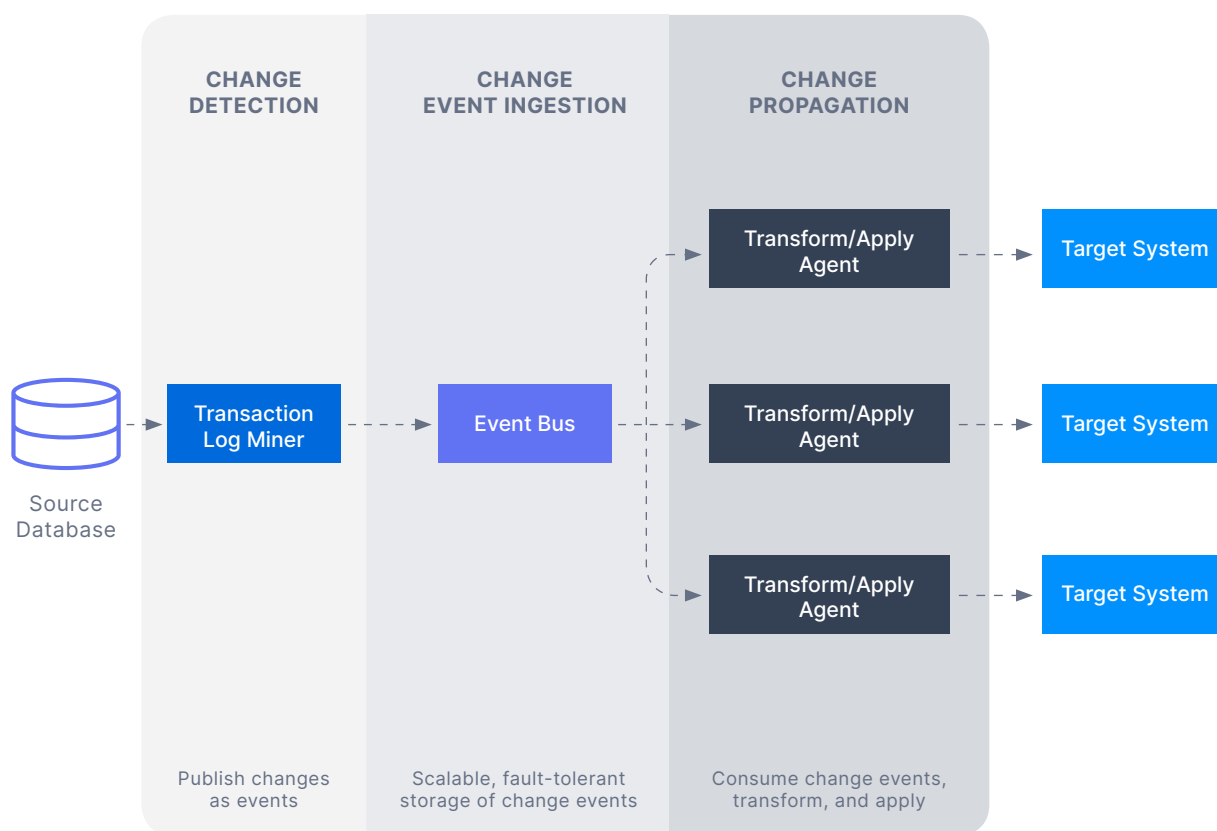 CHANGE
DETECTION
CHANGE
EVENT INGESTION
CHANGE
PROPAGATION
Transform/Apply
Agent
Target System
Source
Database
Transaction
Log Miner
Event Bus
Transform/Apply
Agent
Target System
Transform/Apply
Agent
Target System
Publish changes
as events
Scalable, fault-tolerant
storage of change events
Consume change events,
transform, and apply